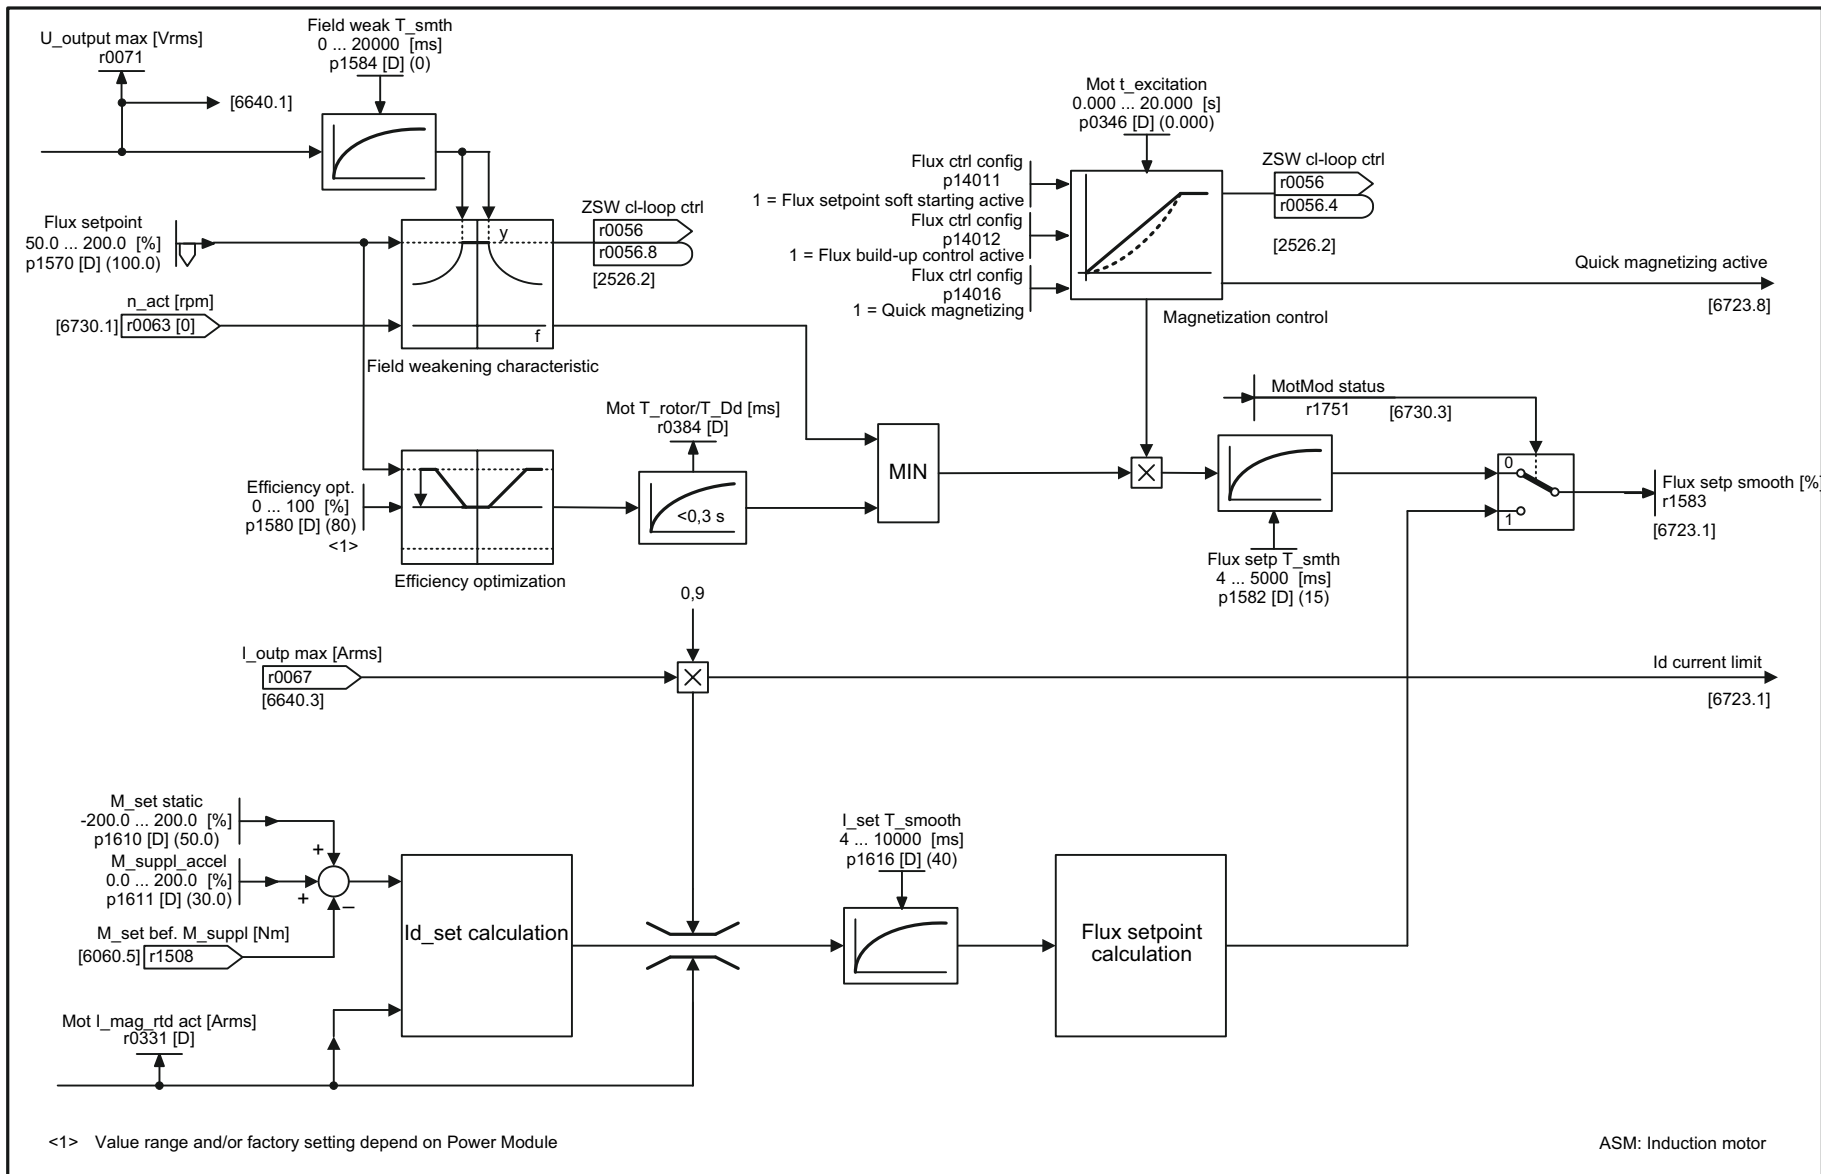 U_output max [Vrms]
r0071
[6640.1]
Field weak T_smth
0 ... 20000 [ms]
p1584 [D] (0)
Flux setpoint
50.0 ... 200.0 [%]
p1570 [D] (100.0)
n_act [rpm]
[6730.1]
r0063 [0]
y
f
Field weakening characteristic
ZSW cl-loop ctrl
r0056
r0056.8
[2526.2]
Mot t_excitation
0.000 ... 20.000 [s]
p0346 [D] (0.000)
Flux ctrl config
p14011
1 = Flux setpoint soft starting active
Flux ctrl config
p14012
1 = Flux build-up control active
Flux ctrl config
p14016
1 = Quick magnetizing
Magnetization control
ZSW cl-loop ctrl
r0056
r0056.4
[2526.2]
Quick magnetizing active
[6723.8]
Efficiency opt.
0 ... 100 [%]
p1580 [D] (80)
<1>
Efficiency optimization
Mot T_rotor/T_Dd [ms]
r0384 [D]
<0,3 s
MIN
MotMod status
r1751
[6730.3]
Flux setp T_smth
4 ... 5000 [ms]
p1582 [D] (15)
0
1
Flux setp smooth [%]
r1583
[6723.1]
0,9
I_outp max [Arms]
r0067
[6640.3]
Id current limit
[6723.1]
M_set static
-200.0 ... 200.0 [%]
p1610 [D] (50.0)
M_suppl_accel
0.0 ... 200.0 [%]
p1611 [D] (30.0)
+
+
–
M_set bef. M_suppl [Nm]
[6060.5]
r1508
Id_set calculation
I_set T_smooth
4 ... 10000 [ms]
p1616 [D] (40)
Flux setpoint
calculation
Mot I_mag_rtd act [Arms]
r0331 [D]
<1> Value range and/or factory setting depend on Power Module
ASM: Induction motor